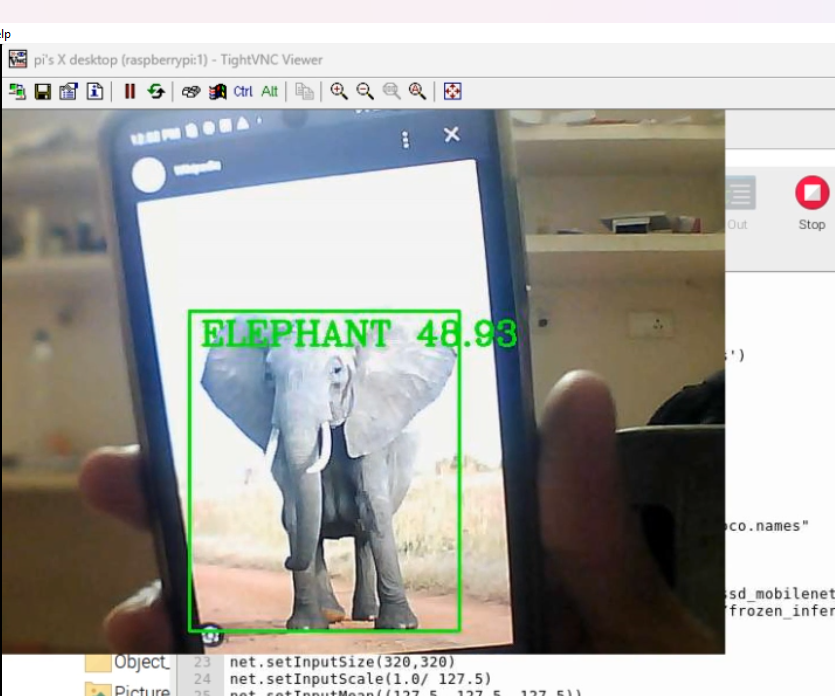 lp
pi's X desktop (raspberrypi:1) - TightVNC Viewer
Ctrl Alt
12:58 PM
Wikipedia
Out
Stop
ELEPHANT 48.93
s')
co.names"
ssd_mobilenet
/frozen_infer
Object_
23 net.setInputSize(320,320)
24 net.setInputScale(1.0/ 127.5)
Picture
25 net.setInputMean((127.5, 127.5, 127.5))